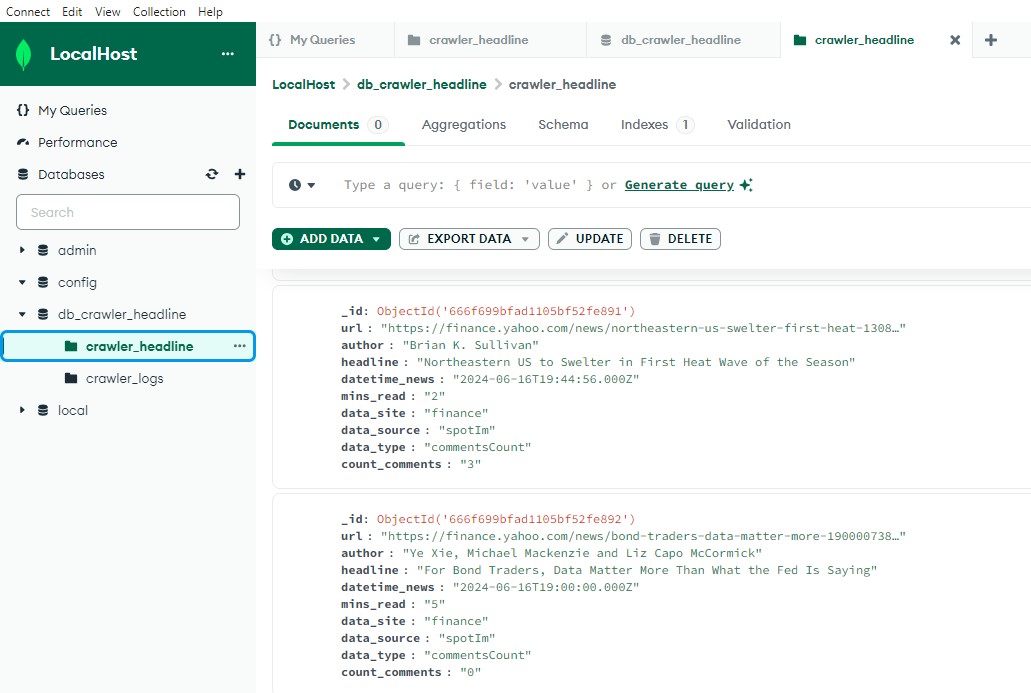 Connect Edit View Collection Help
LocalHost ...
{} My Queries
crawler_headline
db_crawler_headline
crawler_headline
LocalHost > db_crawler_headline > crawler_headline
My Queries
Performance
Databases
Search
admin
config
db_crawler_headline
crawler_headline ...
crawler_logs
local
Documents 0 Aggregations Schema Indexes 1 Validation
Type a query: { field: 'value' } or Generate query
ADD DATA EXPORT DATA UPDATE DELETE
_id: ObjectId('666f699bfad1105bf52fe891')
url : "https://finance.yahoo.com/news/northeastern-us-swelter-first-heat-1308…"
author : "Brian K. Sullivan"
headline : "Northeastern US to Swelter in First Heat Wave of the Season"
datetime_news : "2024-06-16T19:44:56.000Z"
mins_read : "2"
data_site : "finance"
data_source : "spotIm"
data_type : "commentsCount"
count_comments : "3"
_id: ObjectId('666f699bfad1105bf52fe892')
url : "https://finance.yahoo.com/news/bond-traders-data-matter-more-190000738…"
author : "Ye Xie, Michael Mackenzie and Liz Capo McCormick"
headline : "For Bond Traders, Data Matter More Than What the Fed Is Saying"
datetime_news : "2024-06-16T19:00:00.000Z"
mins_read : "5"
data_site : "finance"
data_source : "spotIm"
data_type : "commentsCount"
count_comments : "0"